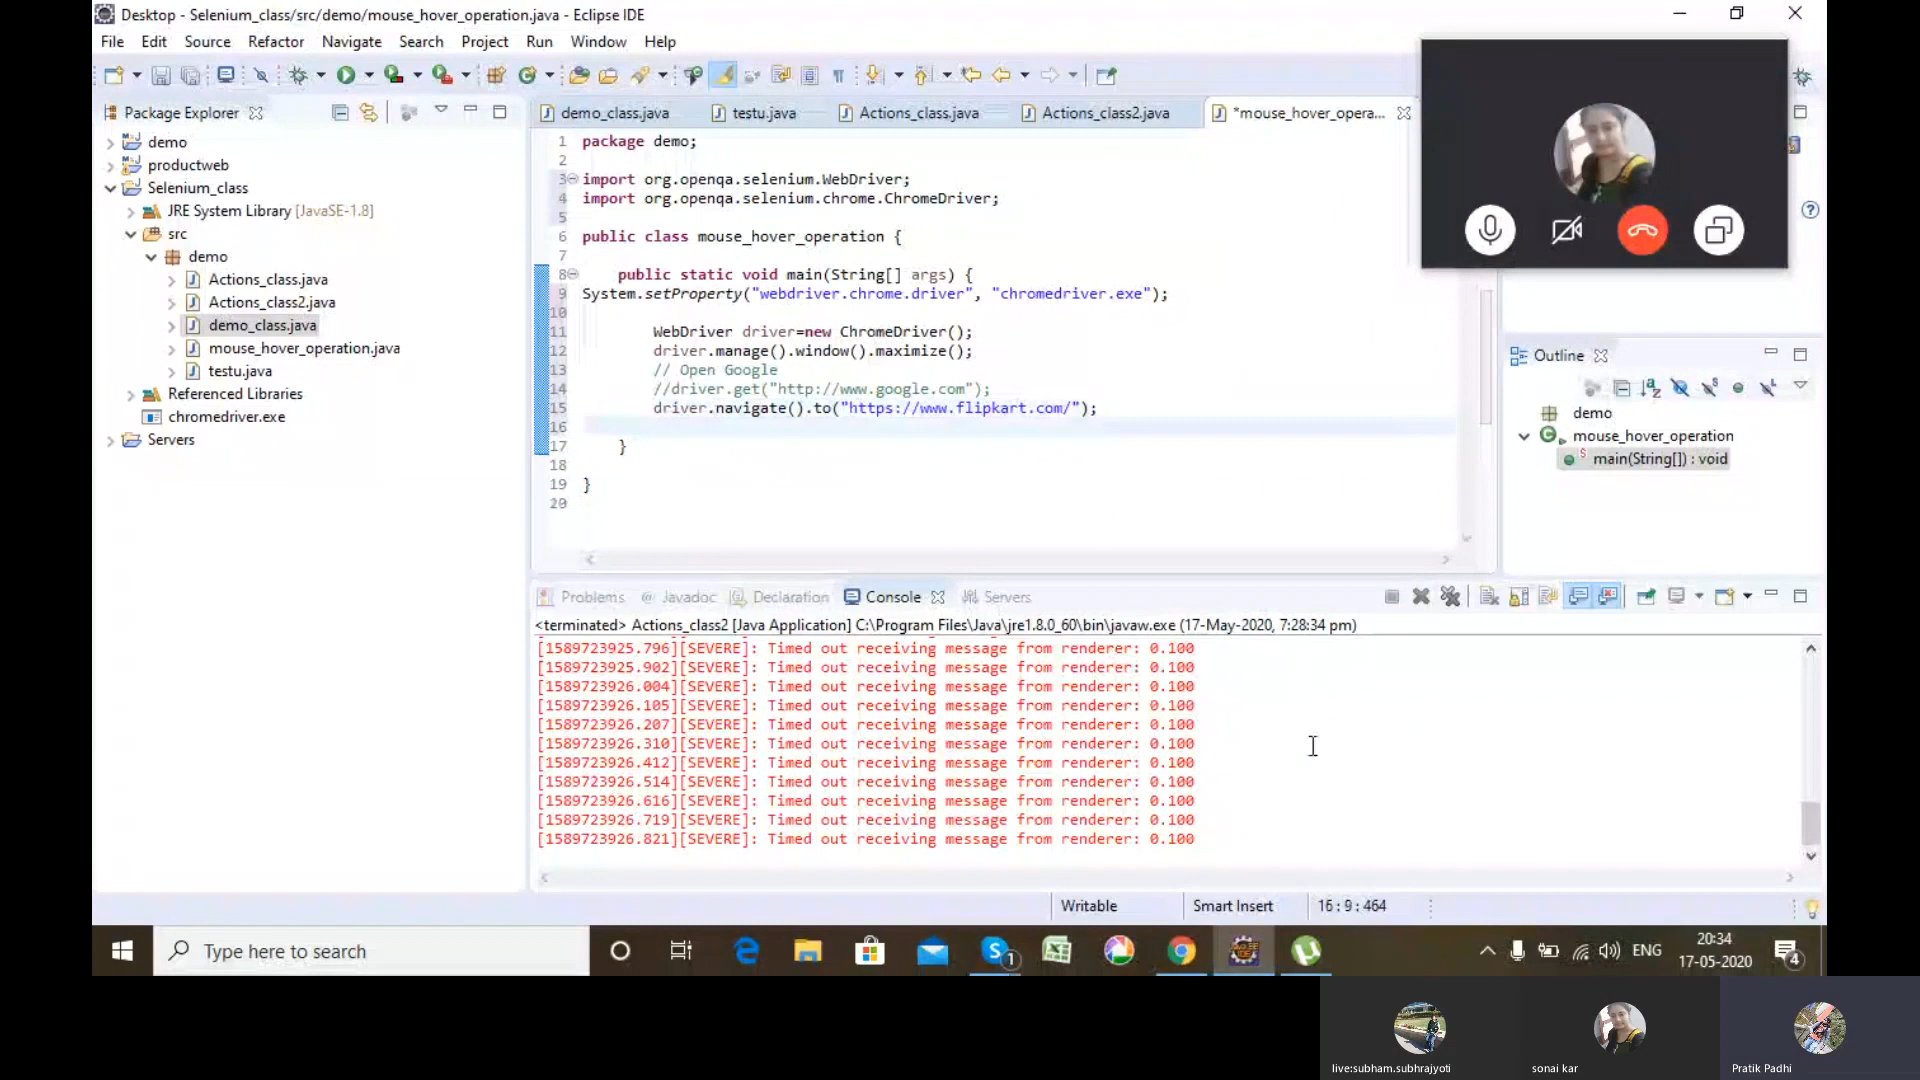 Desktop - Selenium_class/src/demo/mouse_hover_operation.java - Eclipse IDE
File Edit Source Refactor Navigate Search Project Run Window Help
Package Explorer
demo
productweb
Selenium_class
JRE System Library [JavaSE-1.8]
src
demo
Actions_class.java
Actions_class2.java
demo_class.java
mouse_hover_operation.java
testu.java
Referenced Libraries
chromedriver.exe
Servers
demo_class.java testu.java Actions_class.java Actions_class2.java *mouse_hover_opera...
1 package demo;
2
3 import org.openqa.selenium.WebDriver;
4 import org.openqa.selenium.chrome.ChromeDriver;
5
6 public class mouse_hover_operation {
7
8 public static void main(String[] args) {
9 System.setProperty("webdriver.chrome.driver", "chromedriver.exe");
10
11 WebDriver driver=new ChromeDriver();
12 driver.manage().window().maximize();
13 // Open Google
14 //driver.get("http://www.google.com");
15 driver.navigate().to("https://www.flipkart.com/");
16
17 }
18
19 }
20
Outline
demo
mouse_hover_operation
main(String[]) : void
Problems Javadoc Declaration Console Servers
<terminated> Actions_class2 [Java Application] C:\Program Files\Java\jre1.8.0_60\bin\javaw.exe (17-May-2020, 7:28:34 pm)
[1589723925.796][SEVERE]: Timed out receiving message from renderer: 0.100
[1589723925.902][SEVERE]: Timed out receiving message from renderer: 0.100
[1589723926.004][SEVERE]: Timed out receiving message from renderer: 0.100
[1589723926.105][SEVERE]: Timed out receiving message from renderer: 0.100
[1589723926.207][SEVERE]: Timed out receiving message from renderer: 0.100
[1589723926.310][SEVERE]: Timed out receiving message from renderer: 0.100
[1589723926.412][SEVERE]: Timed out receiving message from renderer: 0.100
[1589723926.514][SEVERE]: Timed out receiving message from renderer: 0.100
[1589723926.616][SEVERE]: Timed out receiving message from renderer: 0.100
[1589723926.719][SEVERE]: Timed out receiving message from renderer: 0.100
[1589723926.821][SEVERE]: Timed out receiving message from renderer: 0.100
Writable Smart Insert 16 : 9 : 464
Type here to search
1
ENG
20:34
17-05-2020
4
live:subham.subhrajyoti sonai kar Pratik Padhi